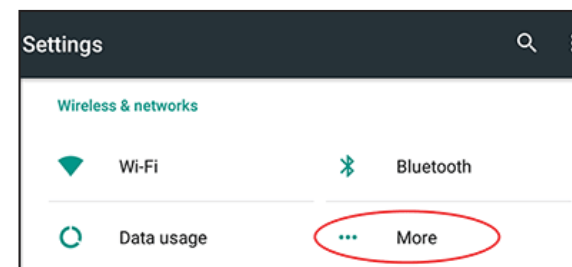 Settings
Wireless & networks
Wi-Fi
Bluetooth
Data usage
More